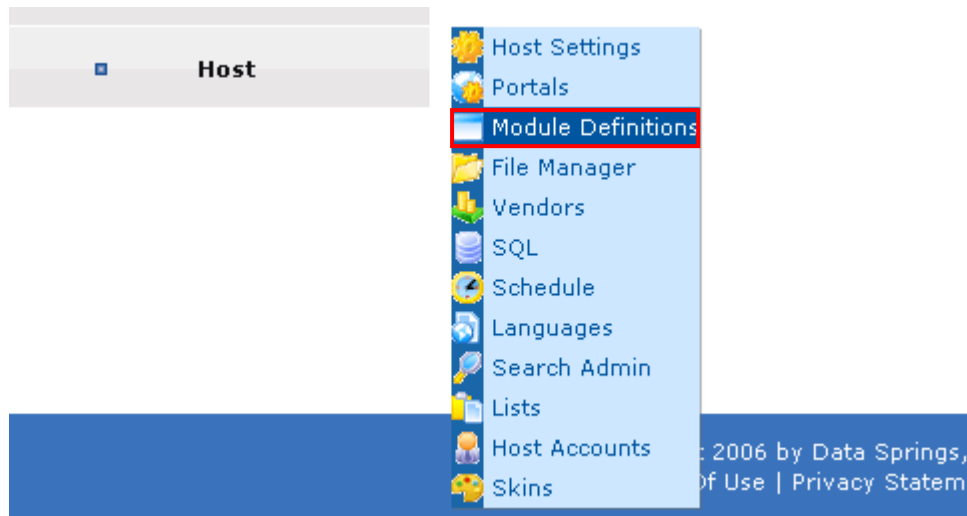 Host
Host Settings
Portals
Module Definitions
File Manager
Vendors
SQL
Schedule
Languages
Search Admin
Lists
Host Accounts
Skins
2006 by Data Springs,
Of Use | Privacy Statem